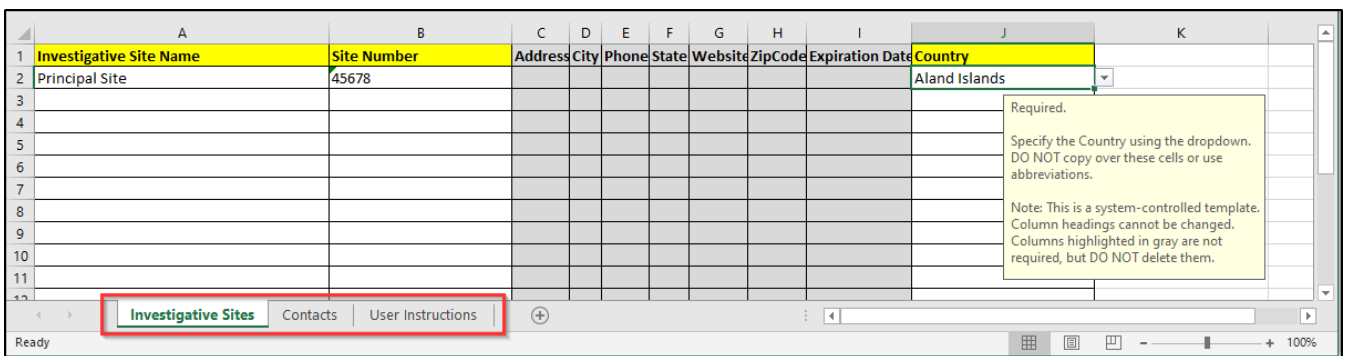 A B C D E F G H I J K
1 Investigative Site Name Site Number Address City Phone State Website ZipCode Expiration Date Country
2 Principal Site 45678 Aland Islands
3
Required.
4
5
Specify the Country using the dropdown.
DO NOT copy over these cells or use
6
abbreviations.
7
8
Note: This is a system-controlled template.
Column headings cannot be changed.
9
Columns highlighted in gray are not
10
required, but DO NOT delete them.
11
Investigative Sites Contacts User Instructions
Ready 100%